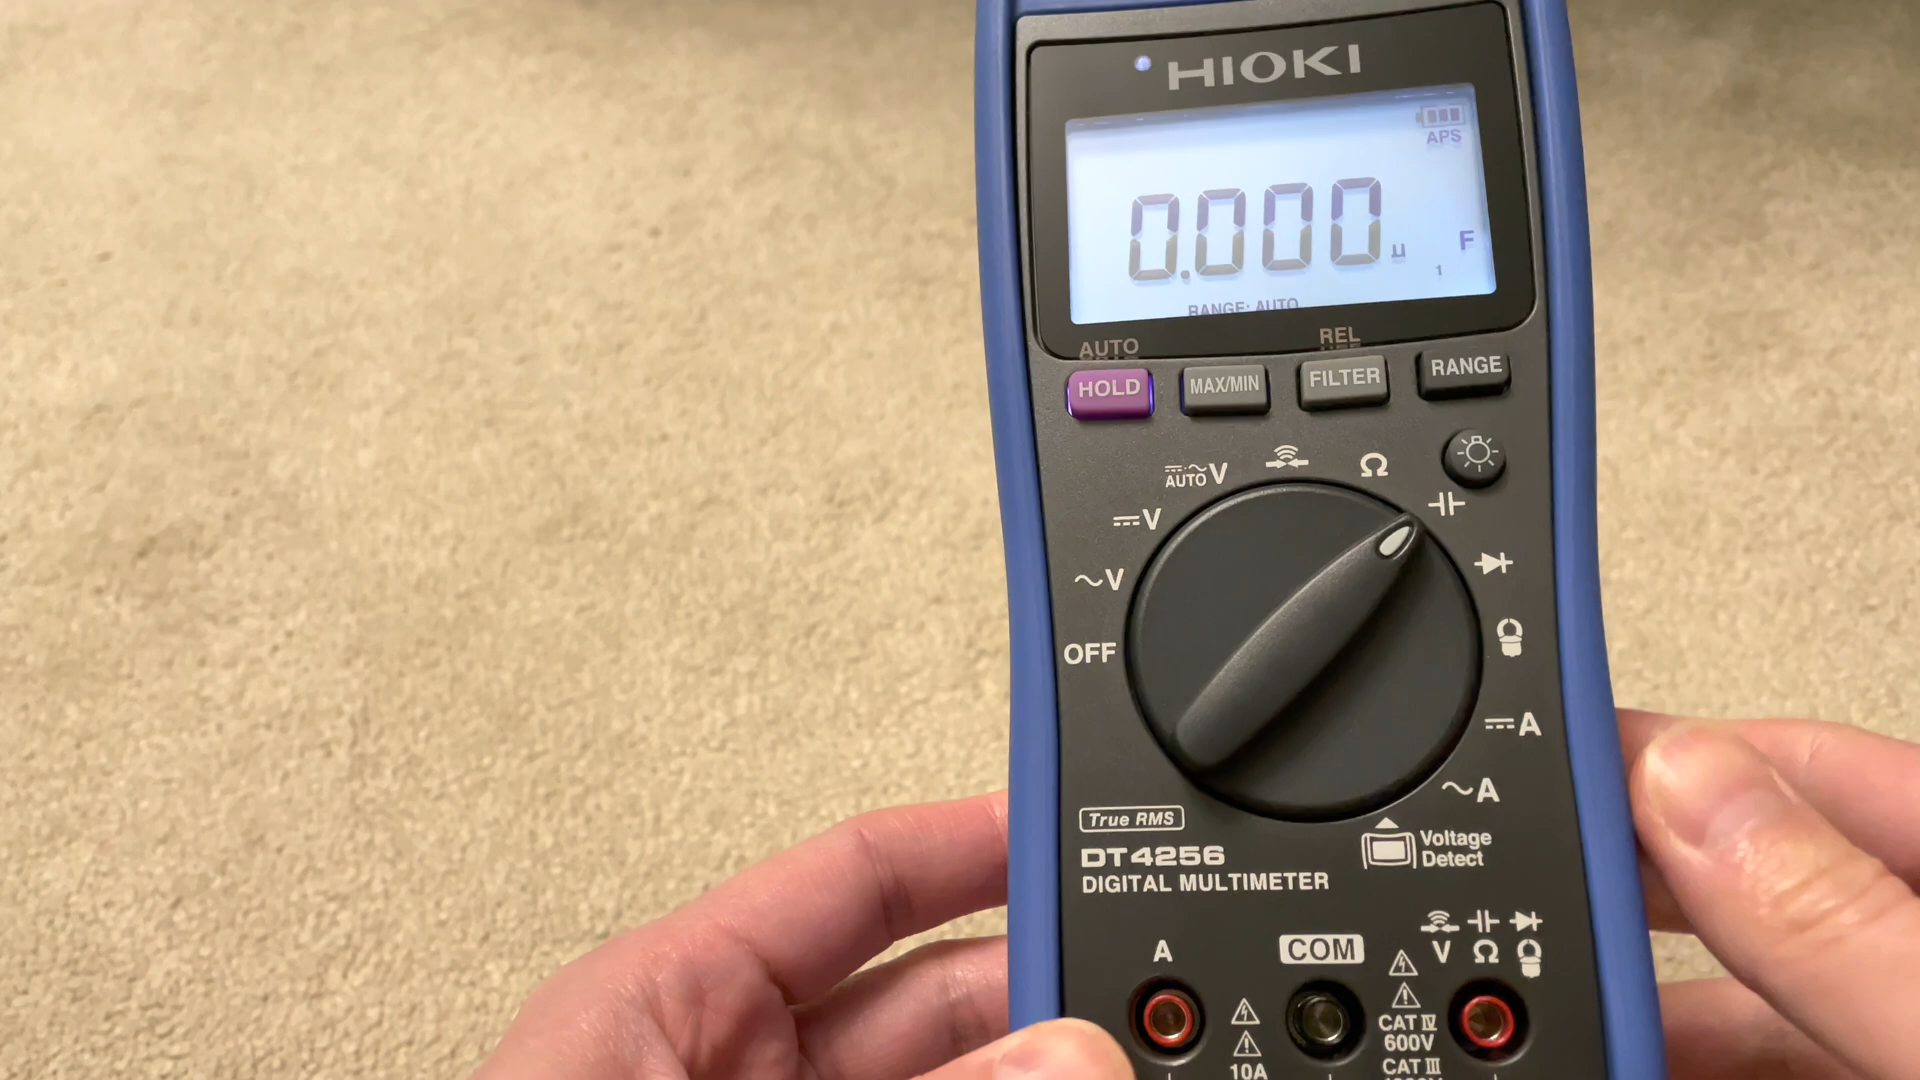 HIOKI
APS
0.000 µ F
1
RANGE: AUTO
AUTO REL
HOLD MAX/MIN FILTER RANGE
AUTO V
Ω
V
~V
OFF
A
~A
True RMS
Voltage
Detect
DT4256
DIGITAL MULTIMETER
A COM V Ω
CAT IV
600V
10A
CAT III